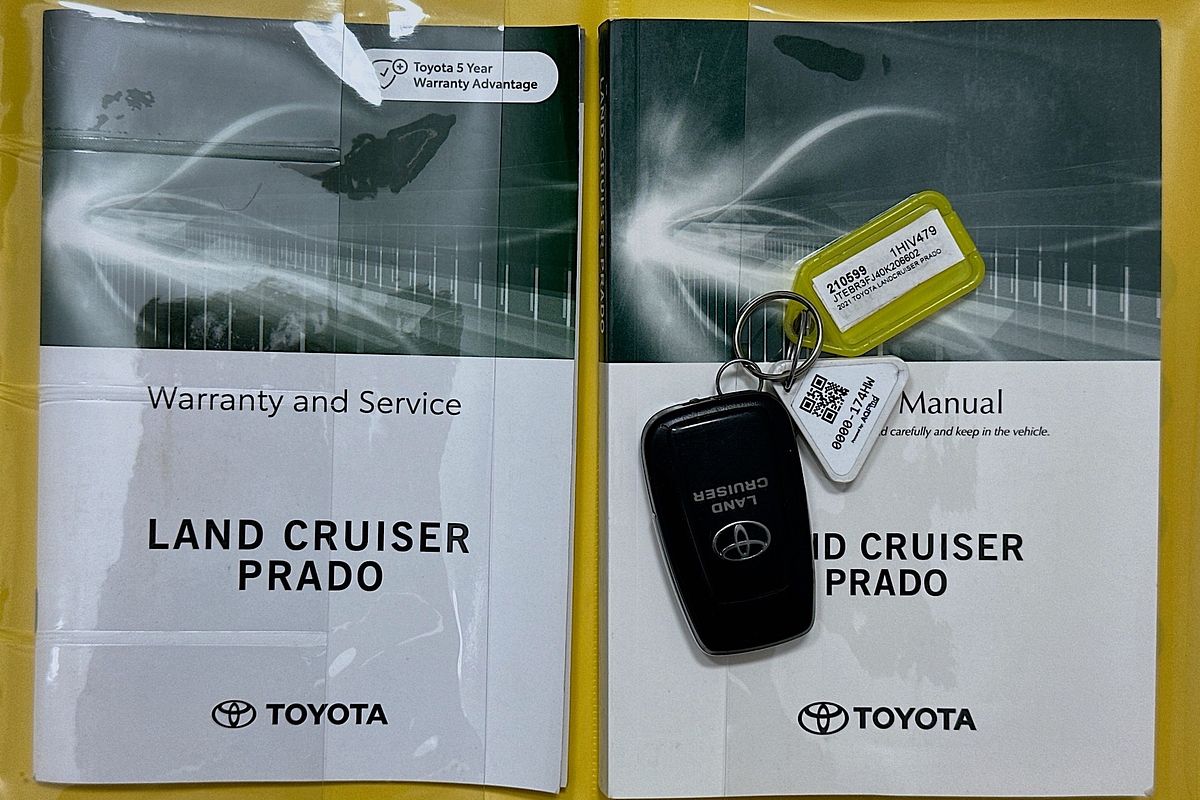 Toyota 5 Year
Warranty Advantage
Warranty and Service
LAND CRUISER
PRADO
TOYOTA
LAND CRUISER PRADO
210599 1HIV479
JTEBR3FJ40K206602
2021 TOYOTA LANDCRUISER PRADO
0000-174HW
LAND
CRUISER
Manual
carefully and keep in the vehicle.
CRUISER
PRADO
TOYOTA